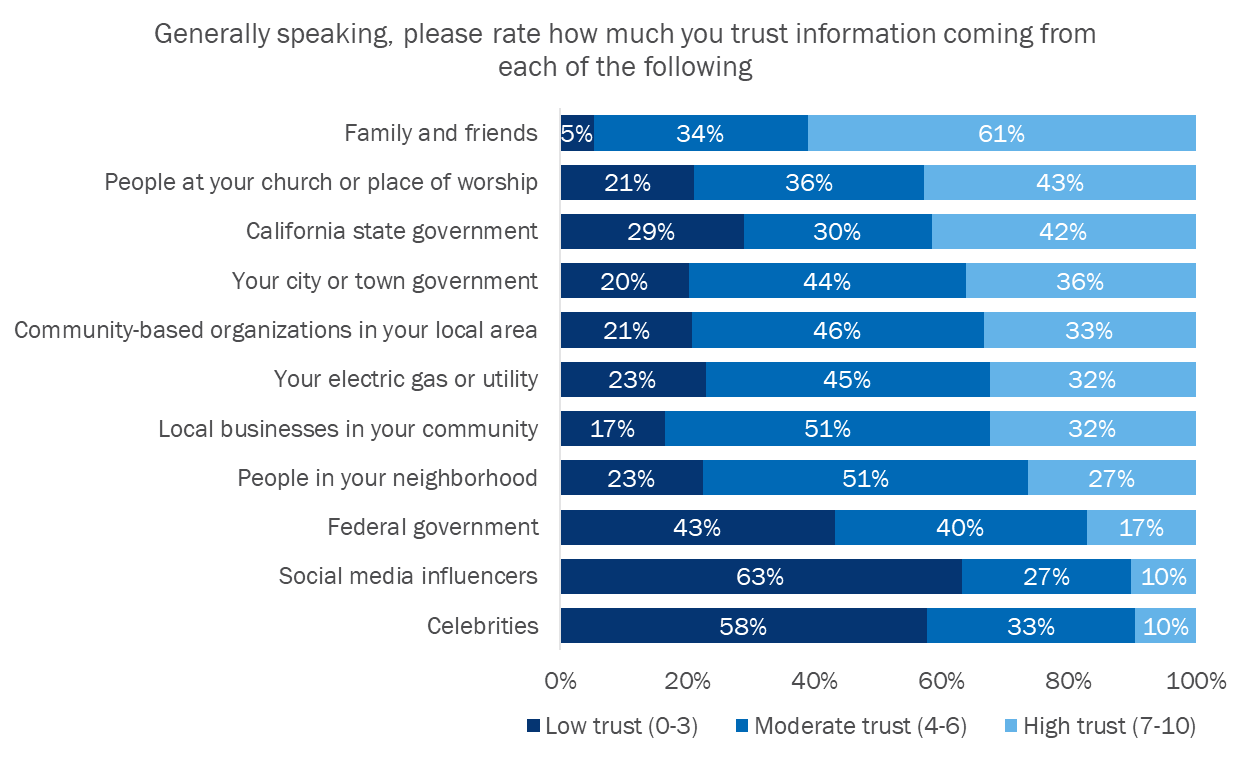 Generally speaking, please rate how much you trust information coming from
each of the following
Family and friends 5% 34% 61%
People at your church or place of worship 21% 36% 43%
California state government 29% 30% 42%
Your city or town government 20% 44% 36%
Community-based organizations in your local area 21% 46% 33%
Your electric gas or utility 23% 45% 32%
Local businesses in your community 17% 51% 32%
People in your neighborhood 23% 51% 27%
Federal government 43% 40% 17%
Social media influencers 63% 27% 10%
Celebrities 58% 33% 10%
0% 20% 40% 60% 80% 100%
Low trust (0-3) Moderate trust (4-6) High trust (7-10)